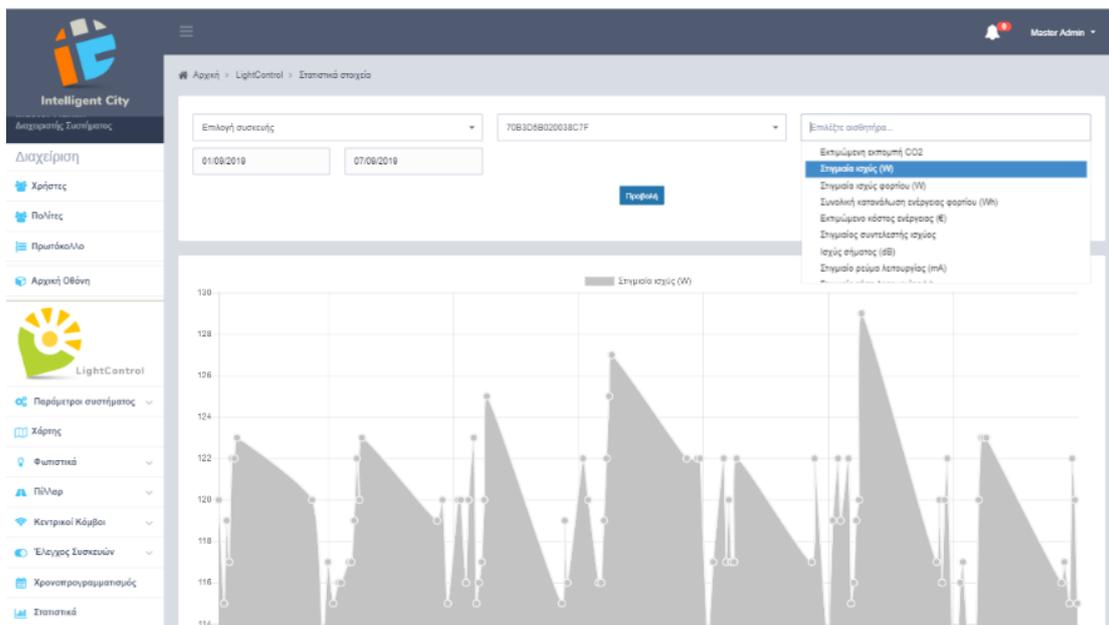 Intelligent City
Διαχειριστής Συστήματος
Διαχείριση
Χρήστες
Πολίτες
Πρωτόκολλο
Αρχική Οθόνη
LightControl
Παράμετροι συστήματος
Χάρτης
Φωτιστικά
Πίλλαρ
Κεντρικοί Κόμβοι
Έλεγχος Συσκευών
Χρονοπρογραμματισμός
Στατιστικά
Master Admin
Αρχική > LightControl > Στατιστικά στοιχεία
Επιλογή συσκευής
70B3D5B020038C7F
Επιλέξτε αισθητήρα...
01/09/2019
07/09/2019
Προβολή
Εκτιμώμενη εκπομπή CO2
Στιγμιαία ισχύς (W)
Στιγμιαία ισχύς φορτίου (W)
Συνολική κατανάλωση ενέργειας φορτίου (Wh)
Εκτιμώμενο κόστος ενέργειας (€)
Στιγμιαίος συντελεστής ισχύος
Ισχύς σήματος (dB)
Στιγμιαίο ρεύμα λειτουργίας (mA)
Στιγμιαία ισχύς (W)
130
128
126
124
122
120
118
116
114